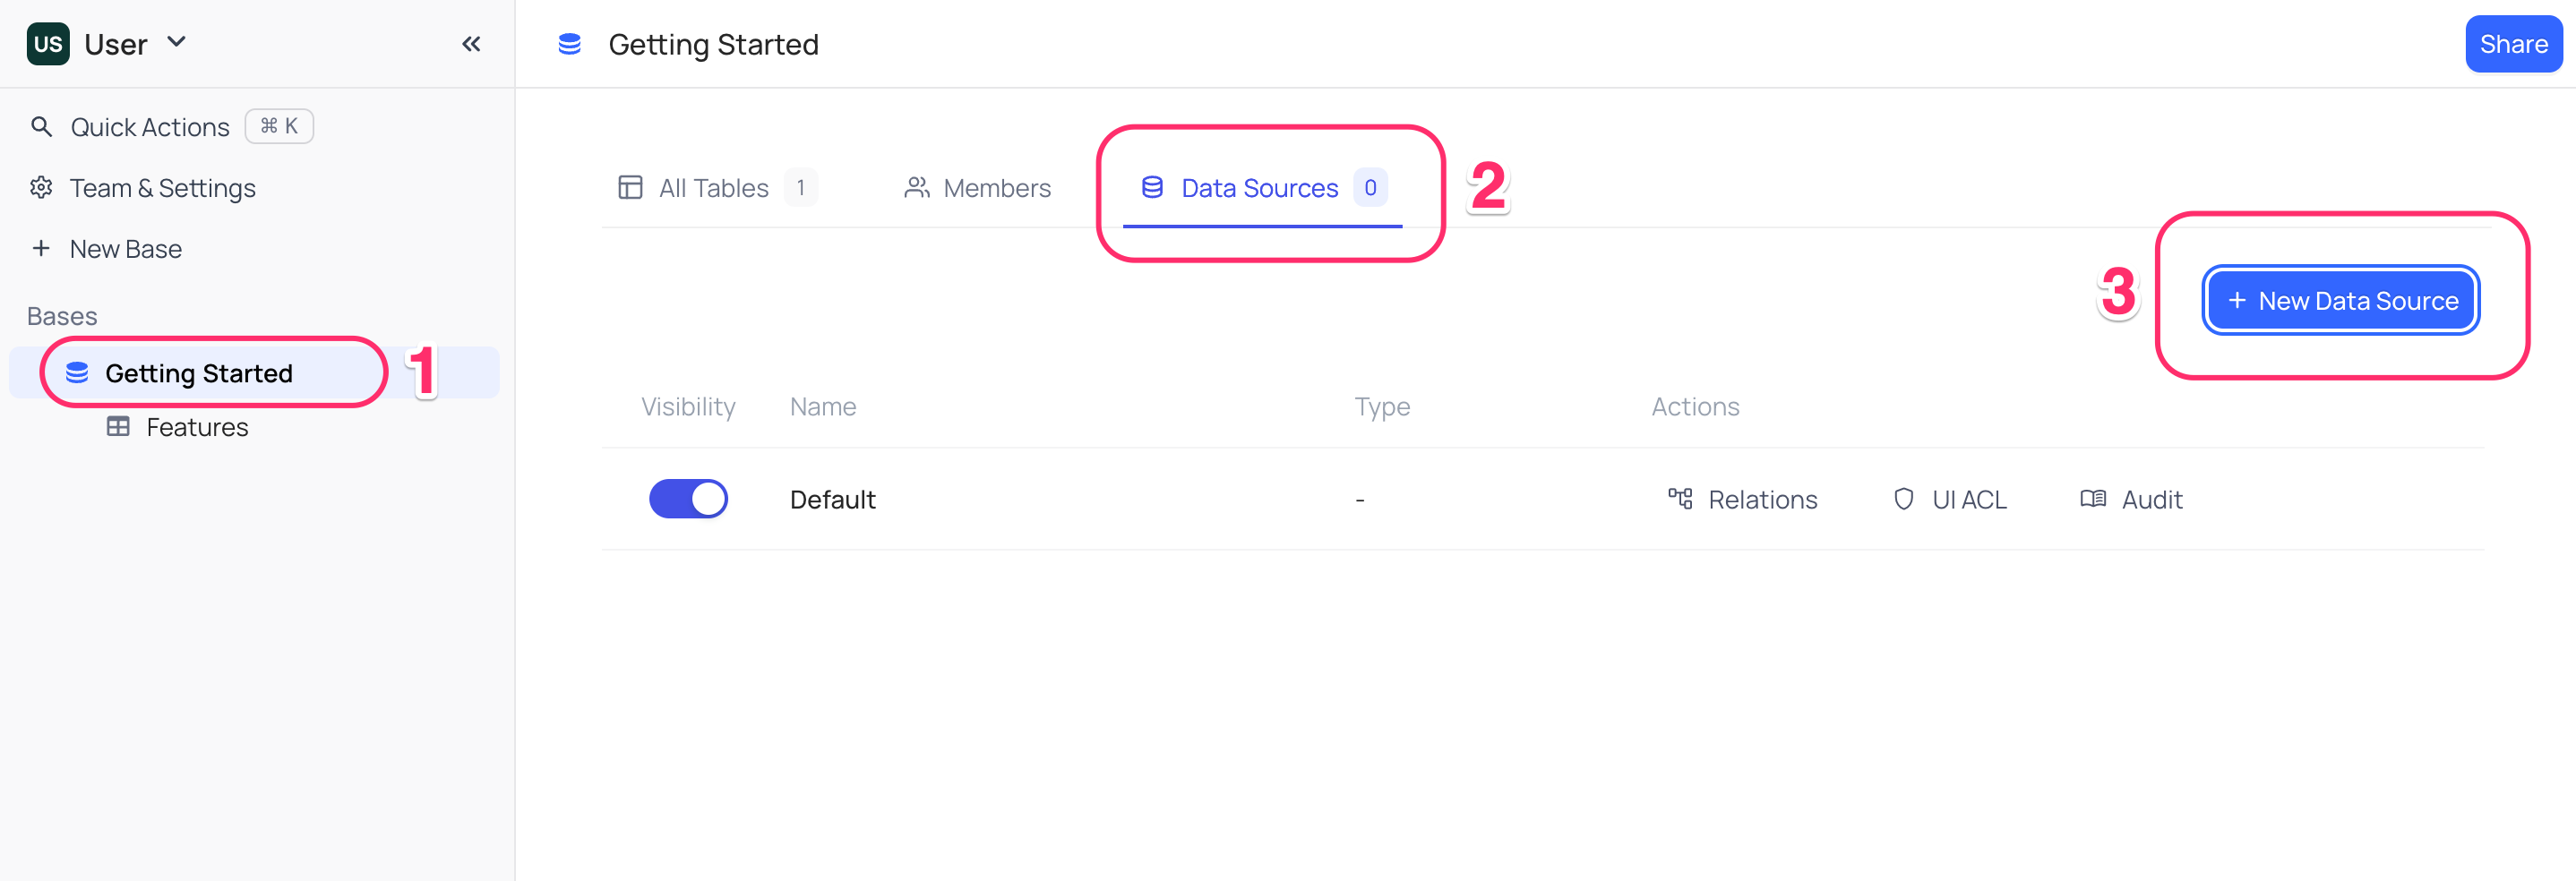 US User
Quick Actions ⌘ K
Team & Settings
+ New Base
Bases
Getting Started 1
Features
Getting Started
Share
All Tables 1 Members Data Sources 0 2
3 + New Data Source
Visibility Name Type Actions
Default - Relations UI ACL Audit